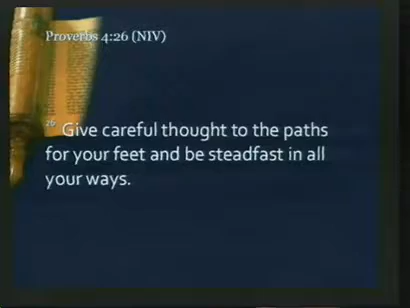 Proverbs 4:26 (NIV)
26 Give careful thought to the paths
for your feet and be steadfast in all
your ways.